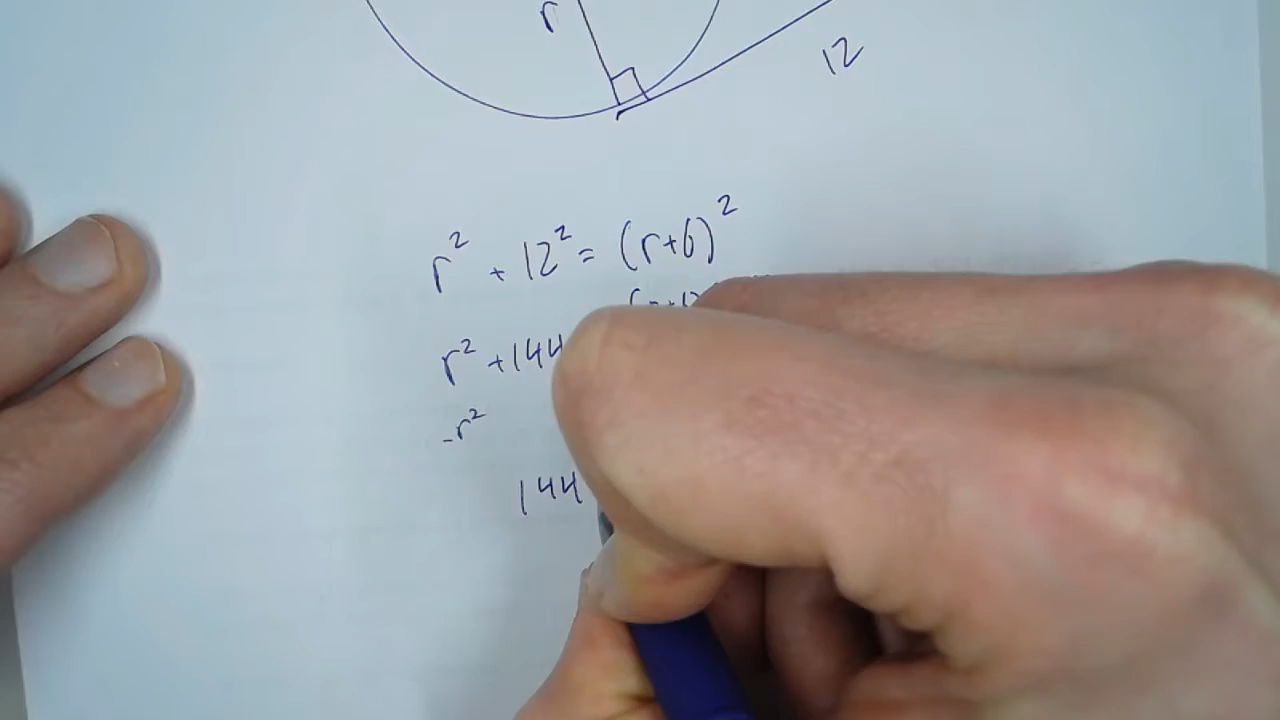 r
12
r² + 12² = (r+6)²
r² + 144
-r²
144